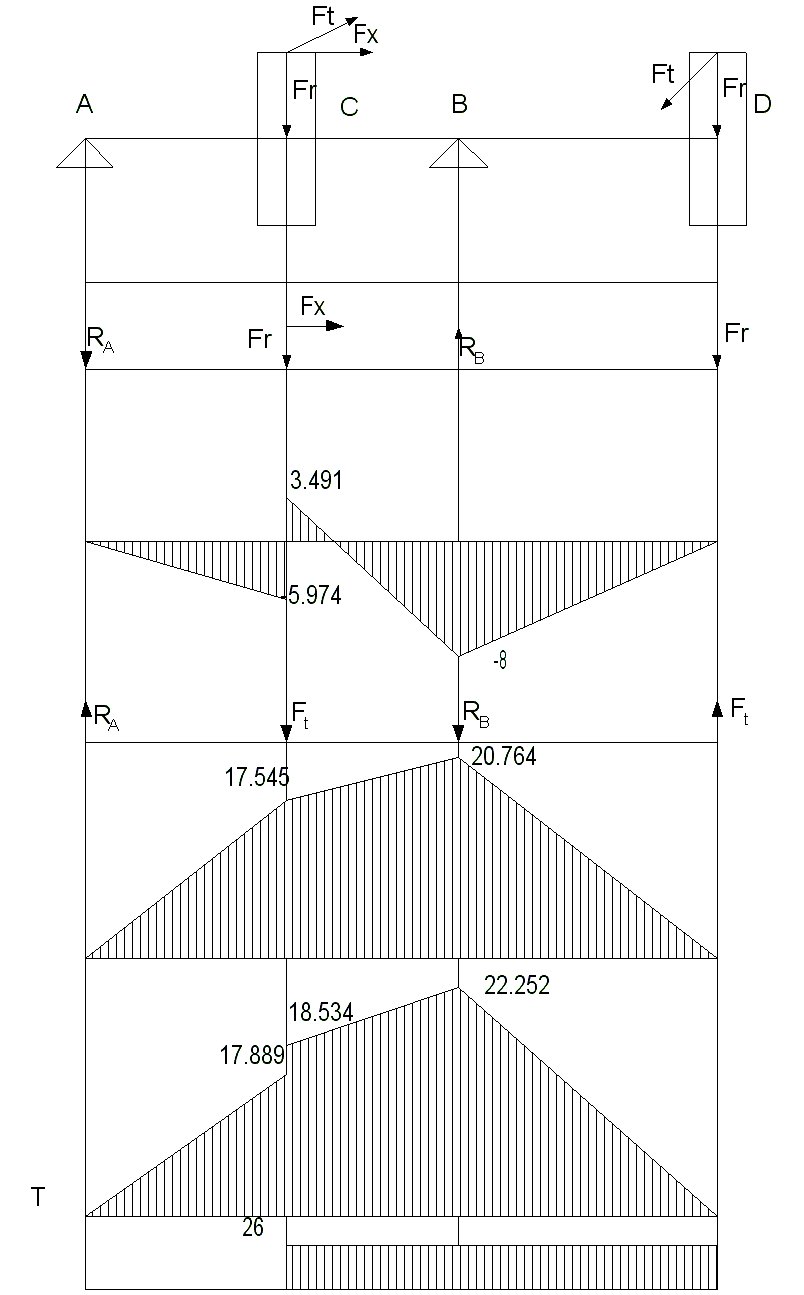 Ft
Fx
Ft
Fr
Fr
A
C
B
D
Fx
Fr
RA
RB
Fr
3.491
-5.974
-8
RA
Ft
RB
Ft
20.764
17.545
22.252
18.534
17.889
T
26